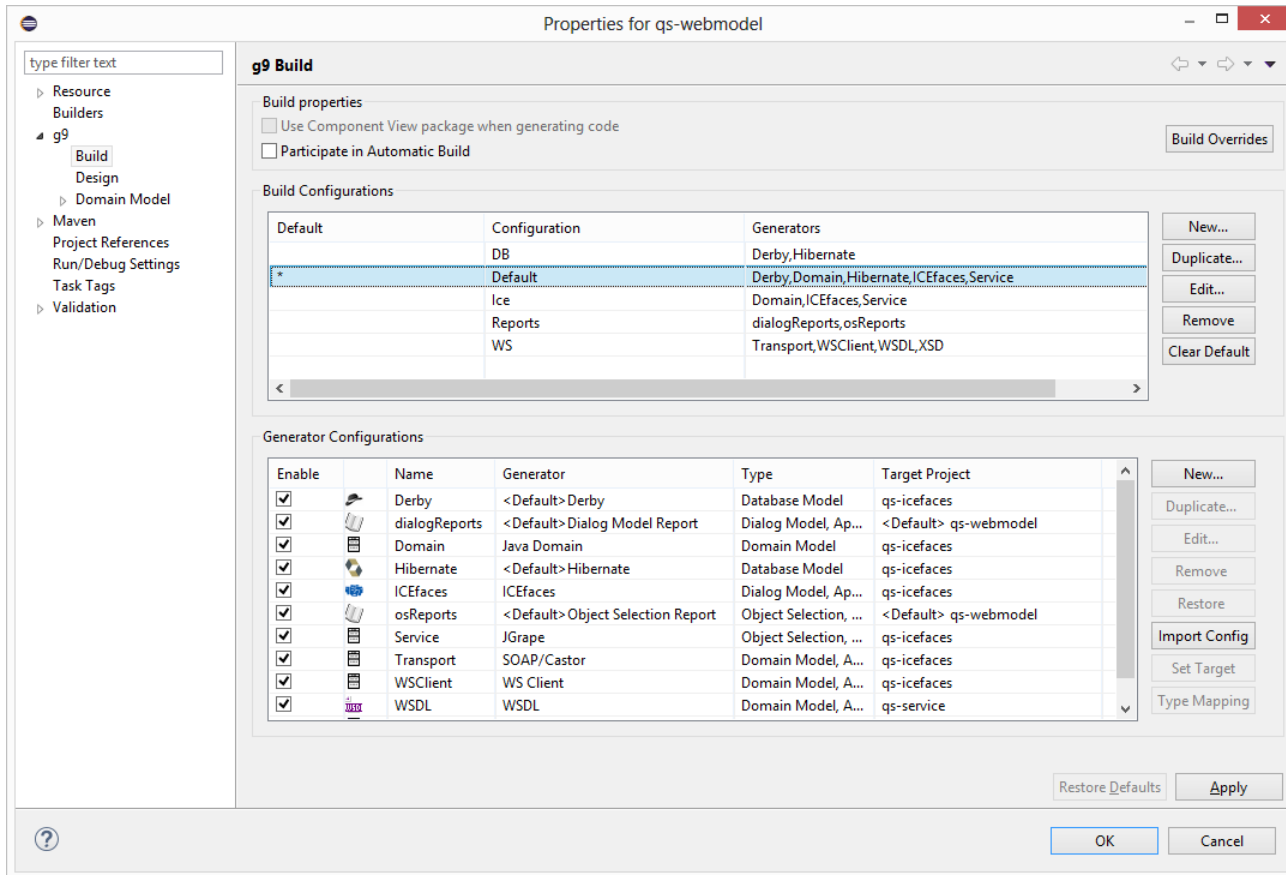 Properties for qs-webmodel
type filter text
Resource
Builders
g9
Build
Design
Domain Model
Maven
Project References
Run/Debug Settings
Task Tags
Validation
g9 Build
Build properties
Use Component View package when generating code
Participate in Automatic Build
Build Overrides
Build Configurations
Default Configuration Generators
DB Derby,Hibernate
* Default Derby,Domain,Hibernate,ICEfaces,Service
Ice Domain,ICEfaces,Service
Reports dialogReports,osReports
WS Transport,WSClient,WSDL,XSD
New...
Duplicate...
Edit...
Remove
Clear Default
Generator Configurations
Enable Name Generator Type Target Project
Derby <Default>Derby Database Model qs-icefaces
dialogReports <Default>Dialog Model Report Dialog Model, Ap... <Default> qs-webmodel
Domain Java Domain Domain Model qs-icefaces
Hibernate <Default>Hibernate Database Model qs-icefaces
ICEfaces ICEfaces Dialog Model, Ap... qs-icefaces
osReports <Default>Object Selection Report Object Selection, ... <Default> qs-webmodel
Service JGrape Object Selection, ... qs-icefaces
Transport SOAP/Castor Domain Model, A... qs-icefaces
WSClient WS Client Domain Model, A... qs-icefaces
WSDL WSDL WSDL Domain Model, A... qs-service
New...
Duplicate...
Edit...
Remove
Restore
Import Config
Set Target
Type Mapping
Restore Defaults Apply
? OK Cancel